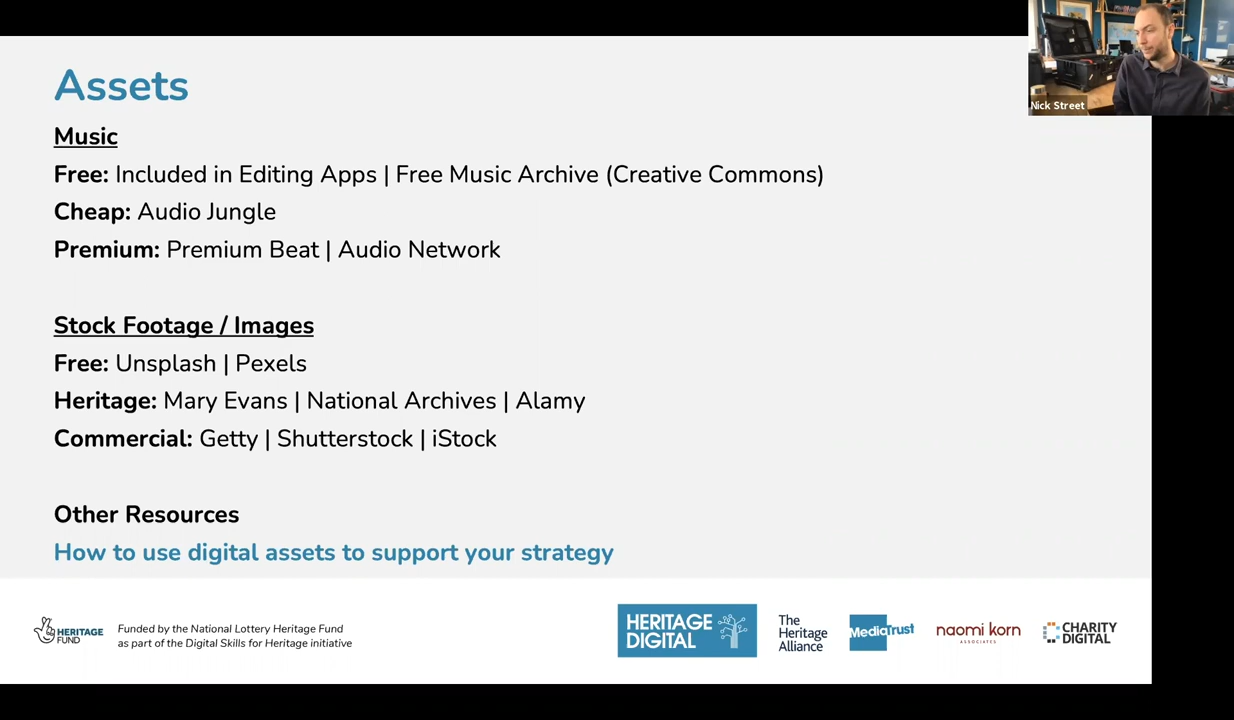 Assets
Music
Free: Included in Editing Apps | Free Music Archive (Creative Commons)
Cheap: Audio Jungle
Premium: Premium Beat | Audio Network
Stock Footage / Images
Free: Unsplash | Pexels
Heritage: Mary Evans | National Archives | Alamy
Commercial: Getty | Shutterstock | iStock
Other Resources
How to use digital assets to support your strategy
Nick Street
HERITAGE
FUND
Funded by the National Lottery Heritage Fund
as part of the Digital Skills for Heritage initiative
HERITAGE
DIGITAL
The
Heritage
Alliance
MediaTrust
naomi korn
ASSOCIATES
CHARITY
DIGITAL